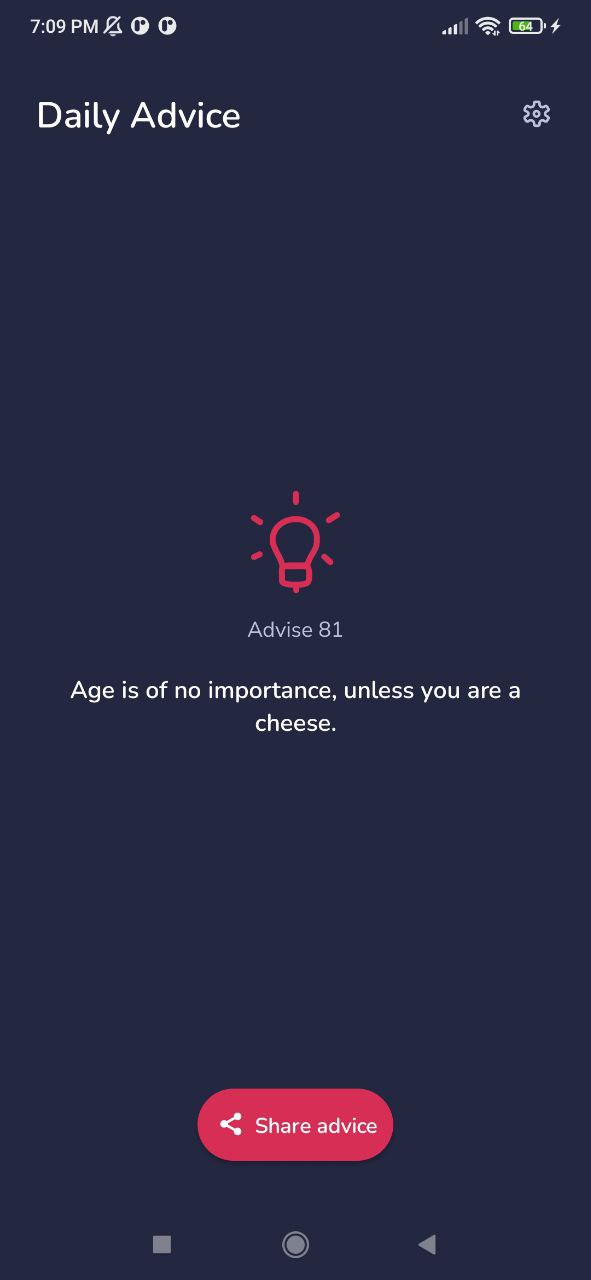 7:09 PM
64
Daily Advice
Advise 81
Age is of no importance, unless you are a
cheese.
Share advice